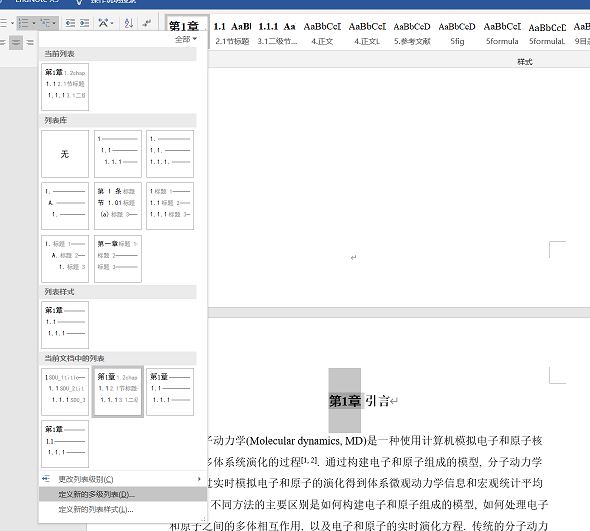 EndNote X9
第1章
1.1 Aa
AaBl
1.1.1 Aa
AaBbCcI
AaBbCcI
AaBbCcD
AaBbCcD
AaBbCcI
AaBbCcD
2.1节标题
3.1二级节...
4.正文
4.正文L
5.参考文献
5fig
5formula
5formulaL
9目
样式
全部
当前列表
第1章 1.2chap
1.1 2.1节标题
1.1.1 3.1二级
列表库
无
1
1.1
1.1.1
1.
1.1.
1.1.1.
1.
A.
1.
第 1 条 标题
节 1.01 标题
(a) 标题 3
1 标题 1
1.1 标题 2
1.1.1 标题 3
I. 标题 1
A. 标题 2
1. 标题 3
第一章 标题 1
标题 2
标题 3
列表样式
第1章
1.1
1.1.1
当前文档中的列表
1 SDU_1title
1.1 SDU_2tit
1.1.1 SDU_3
第1章 1.2chap
1.1 2.1节标题
1.1.1 3.1二级
第1章
1.1
1.1.1
第1章
1.1
1.1.1
更改列表级别(C)
定义新的多级列表(D)...
定义新的列表样式(L)...
第1章 引言
子动力学(Molecular dynamics, MD)是一种使用计算机模拟电子和原子核
多体系统演化的过程[1, 2]. 通过构建电子和原子组成的模型, 分子动力学
过实时模拟电子和原子的演化得到体系微观动力学信息和宏观统计平均
不同方法的主要区别是如何构建电子和原子组成的模型, 如何处理电子
和原子之间的多体相互作用, 以及电子和原子的实时演化方程. 传统的分子动力